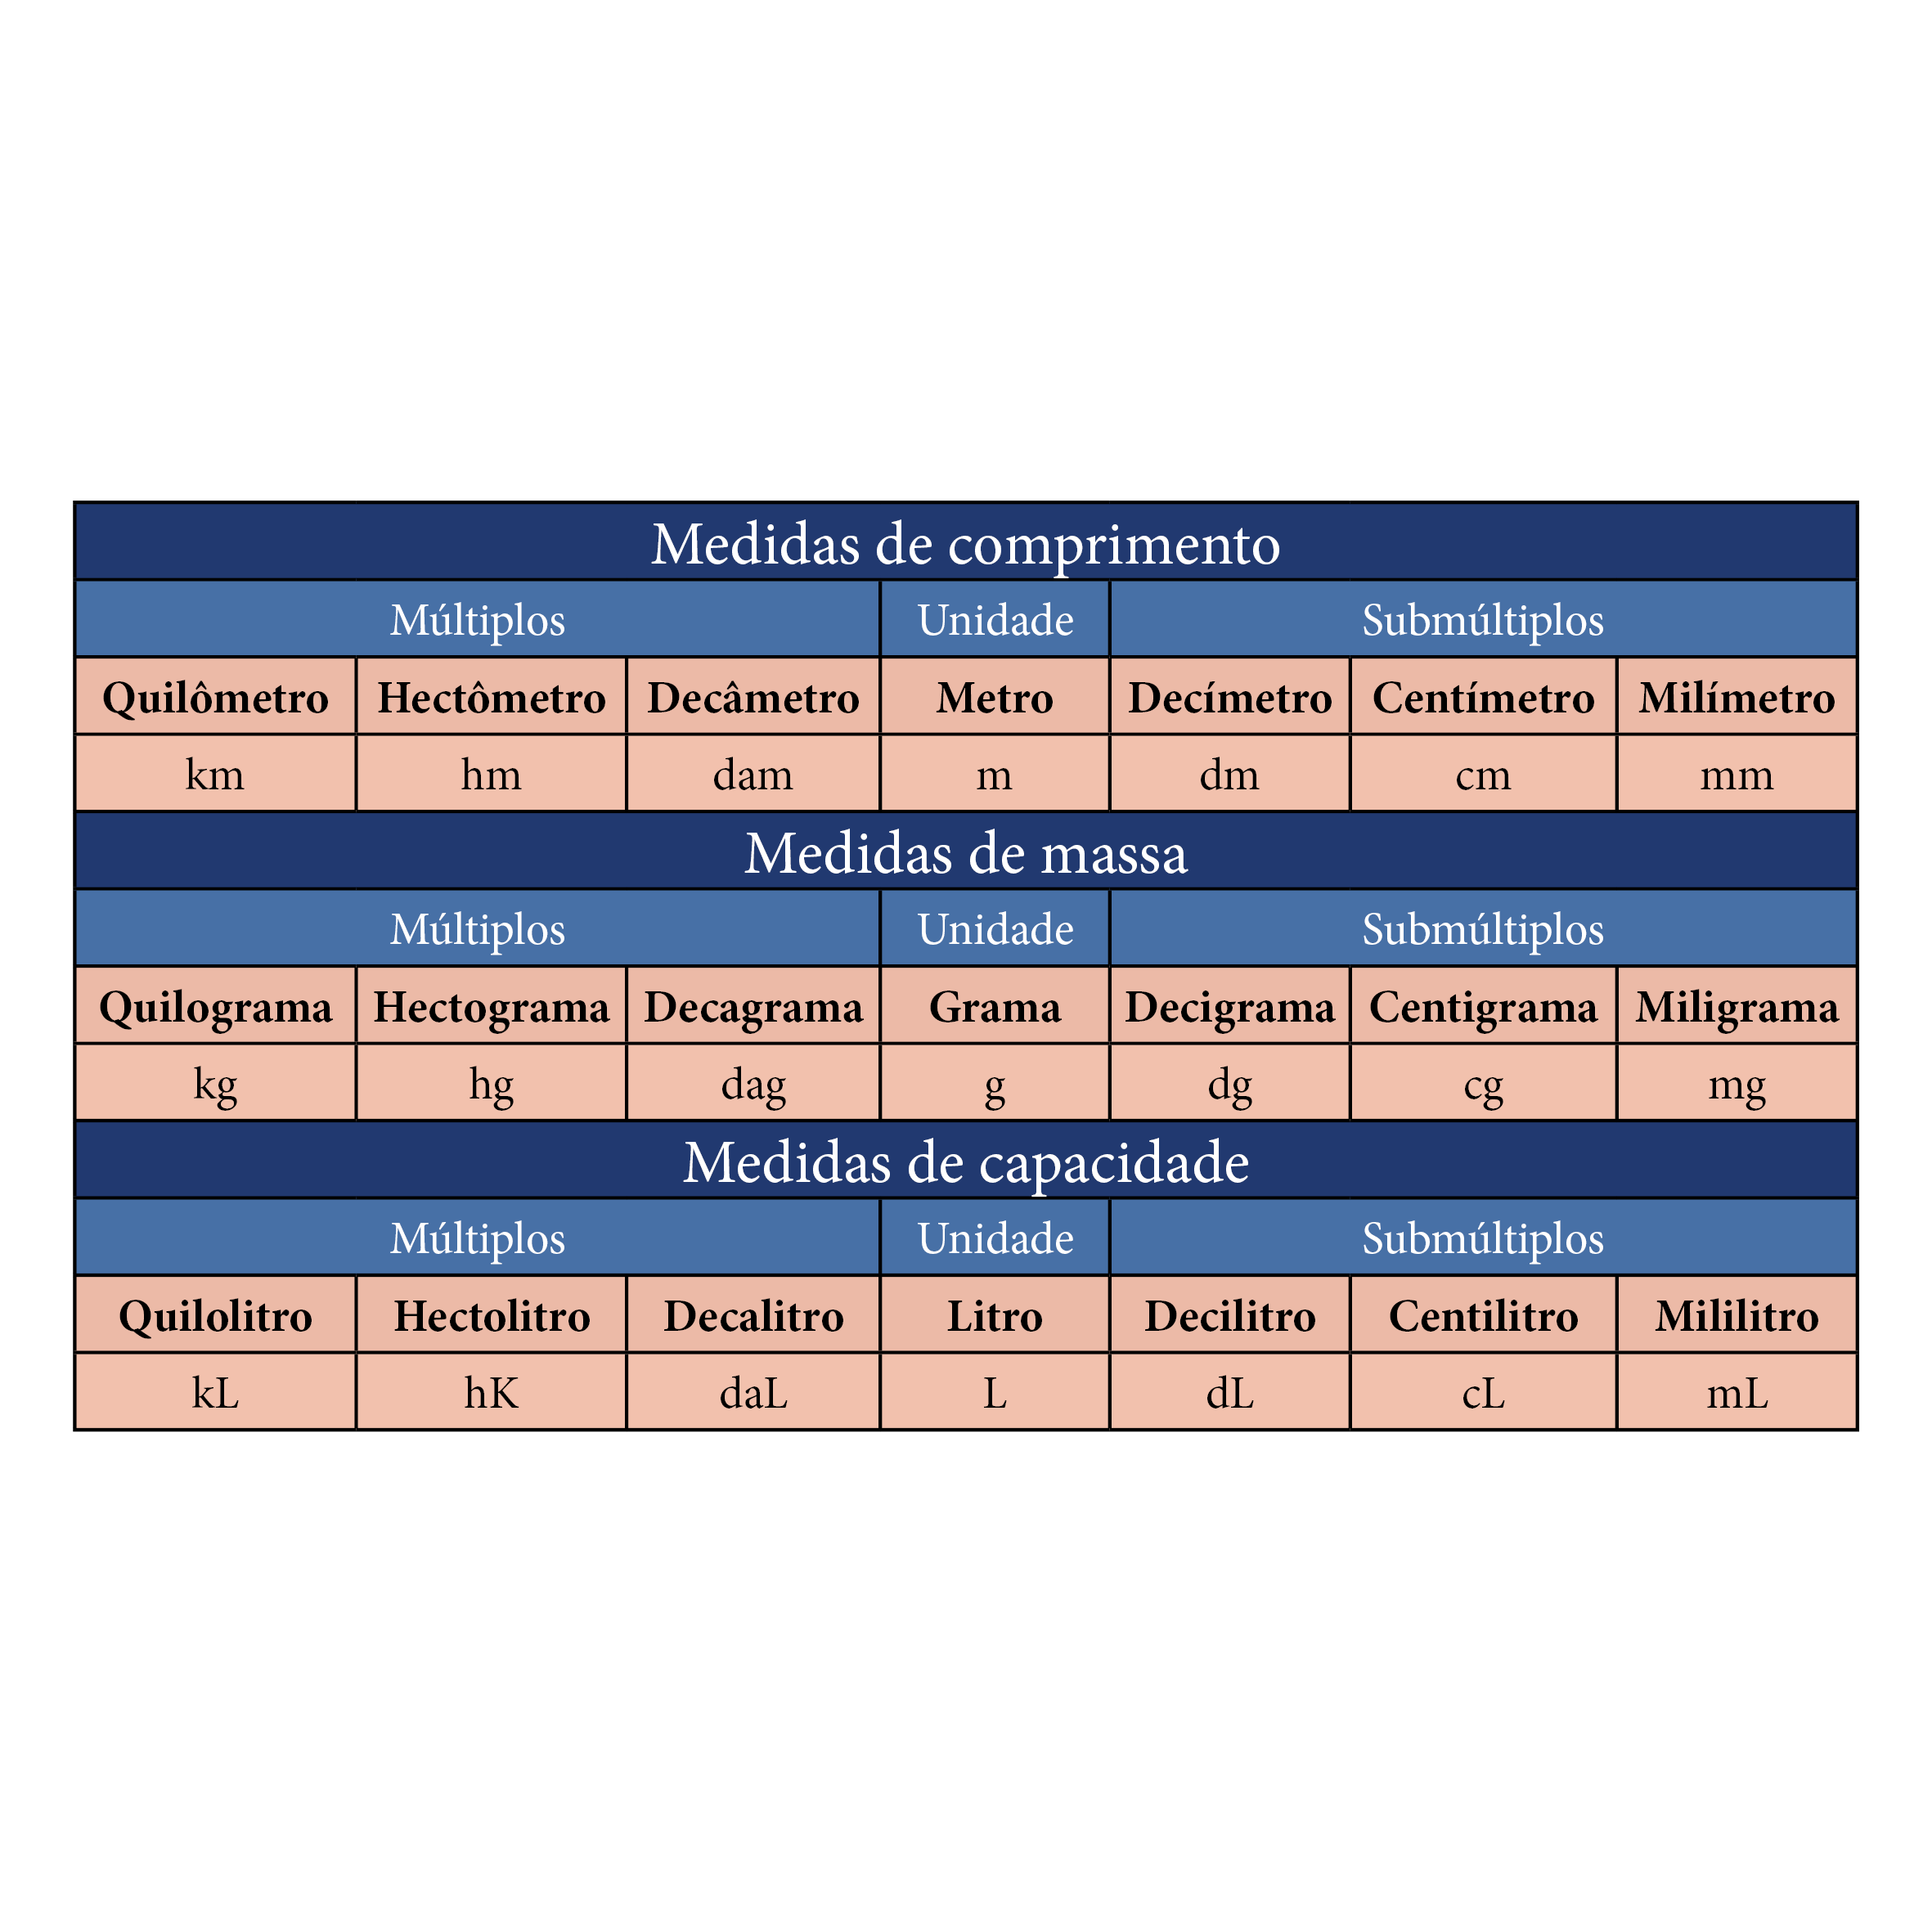 Medidas de comprimento
Múltiplos Unidade Submúltiplos
Quilômetro Hectômetro Decâmetro Metro Decímetro Centímetro Milímetro
km hm dam m dm cm mm
Medidas de massa
Múltiplos Unidade Submúltiplos
Quilograma Hectograma Decagrama Grama Decigrama Centigrama Miligrama
kg hg dag g dg cg mg
Medidas de capacidade
Múltiplos Unidade Submúltiplos
Quilolitro Hectolitro Decalitro Litro Decilitro Centilitro Mililitro
kL hK daL L dL cL mL